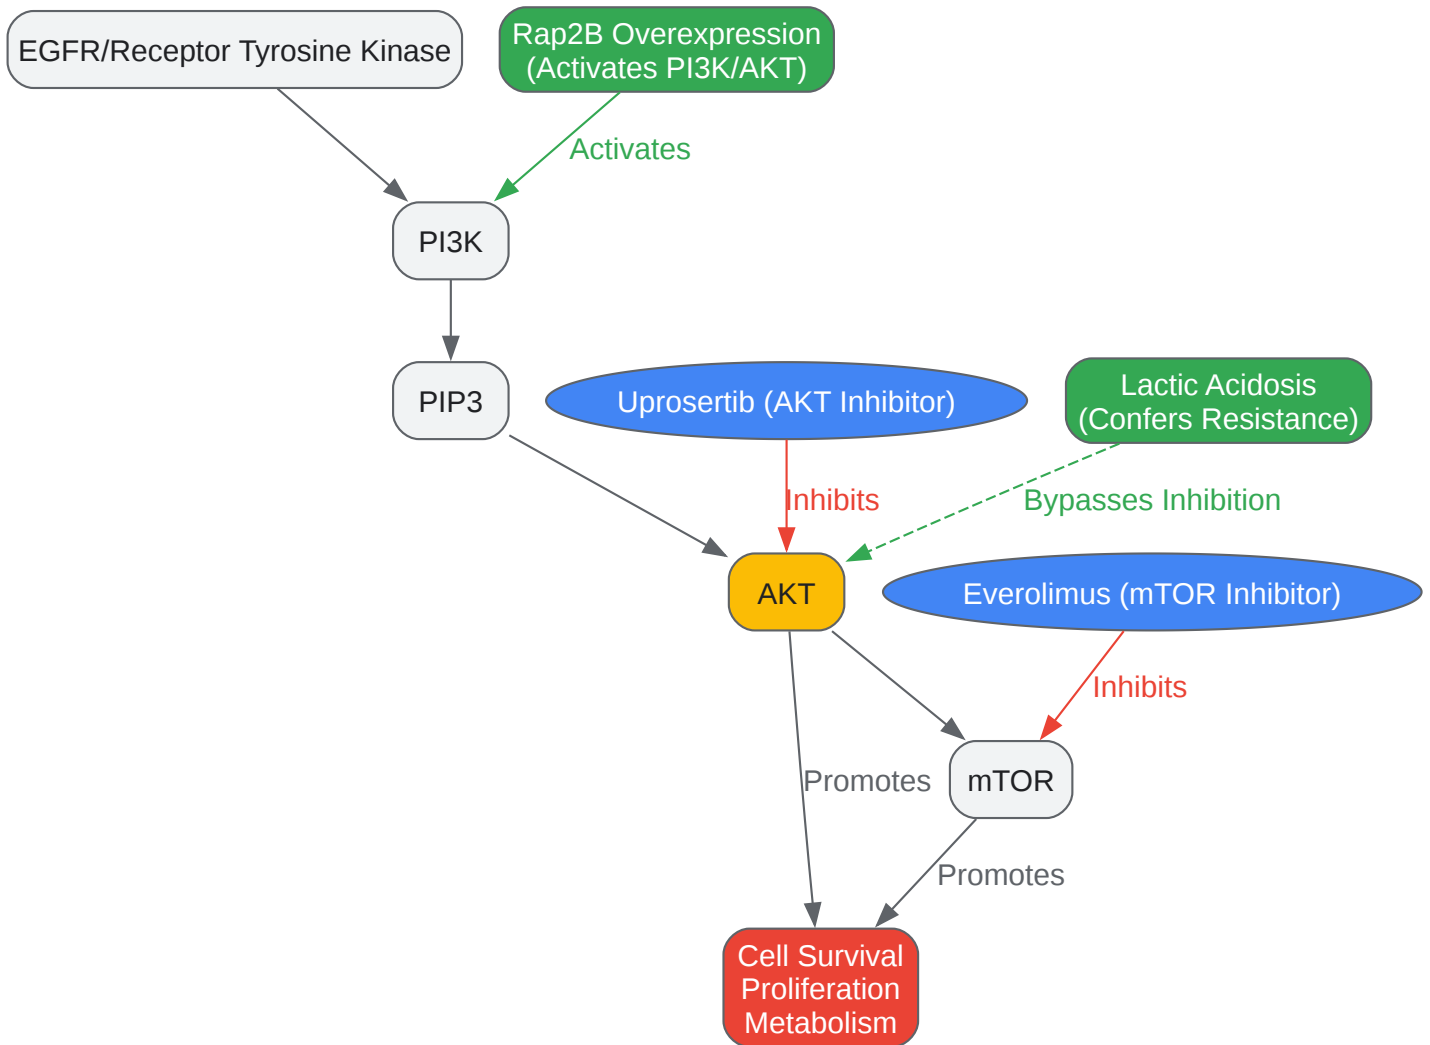 EGFR/Receptor Tyrosine Kinase
Rap2B Overexpression
(Activates PI3K/AKT)
Activates
PI3K
PIP3
Uprosertib (AKT Inhibitor)
Lactic Acidosis
(Confers Resistance)
Inhibits
Bypasses Inhibition
AKT
Everolimus (mTOR Inhibitor)
Inhibits
Promotes
mTOR
Promotes
Cell Survival
Proliferation
Metabolism